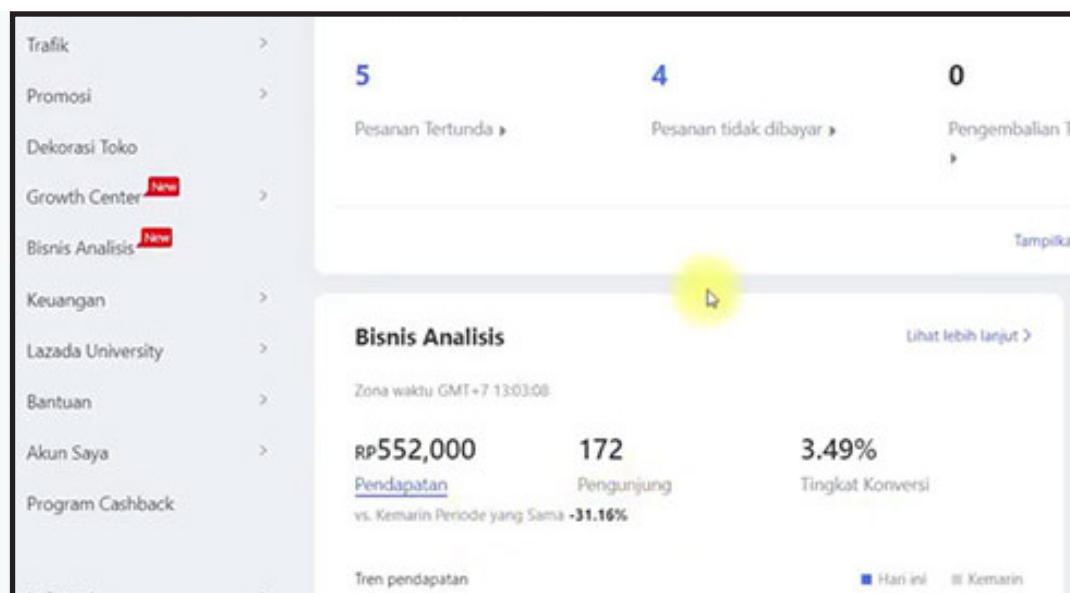 Trafik
Promosi
Dekorasi Toko
Growth Center New
Bisnis Analisis New
Keuangan
Lazada University
Bantuan
Akun Saya
Program Cashback
5
4
0
Pesanan Tertunda
Pesanan tidak dibayar
Pengembalian T
Tampilka
Bisnis Analisis
Lihat lebih lanjut
Zona waktu GMT+7 13:03:08
RP552,000
172
3.49%
Pendapatan
Pengunjung
Tingkat Konversi
vs. Kemarin Periode yang Sama -31.16%
Tren pendapatan
Hari ini
Kemarin